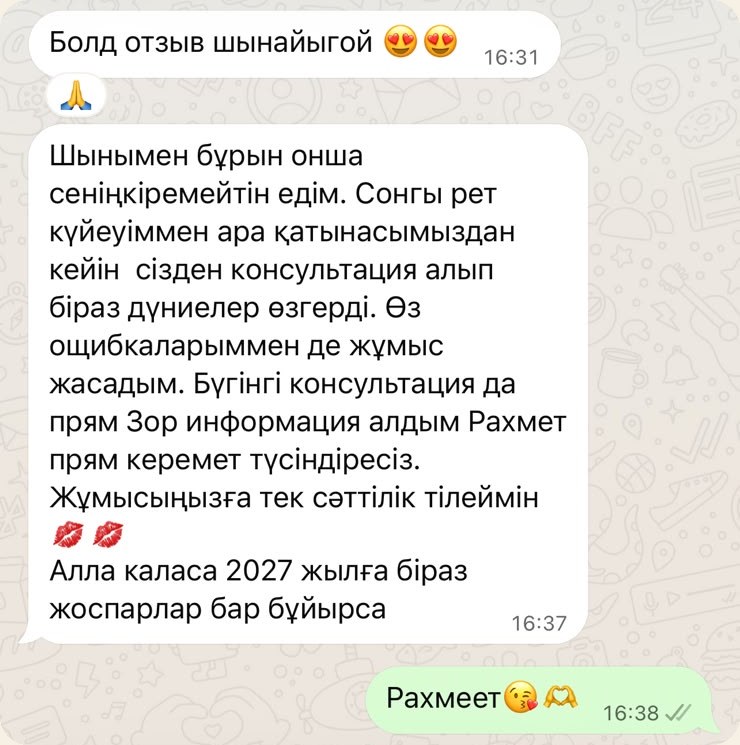 Болд отзыв шынайыгой 😍😍
16:31
🙏
Шынымен бұрын онша
сеніңкіремейтін едім. Сонгы рет
күйеуіммен ара қатынасымыздан
кейін  сізден консультация алып
біраз дүниелер өзгерді. Өз
ощибкаларыммен де жұмыс
жасадым. Бүгінгі консультация да
прям Зор информация алдым Рахмет
прям керемет түсіндіресіз.
Жұмысыңызға тек сәттілік тілеймін
💋💋
Алла каласа 2027 жылға біраз
жоспарлар бар бұйырса
16:37
Рахмеет😘🫶
16:38